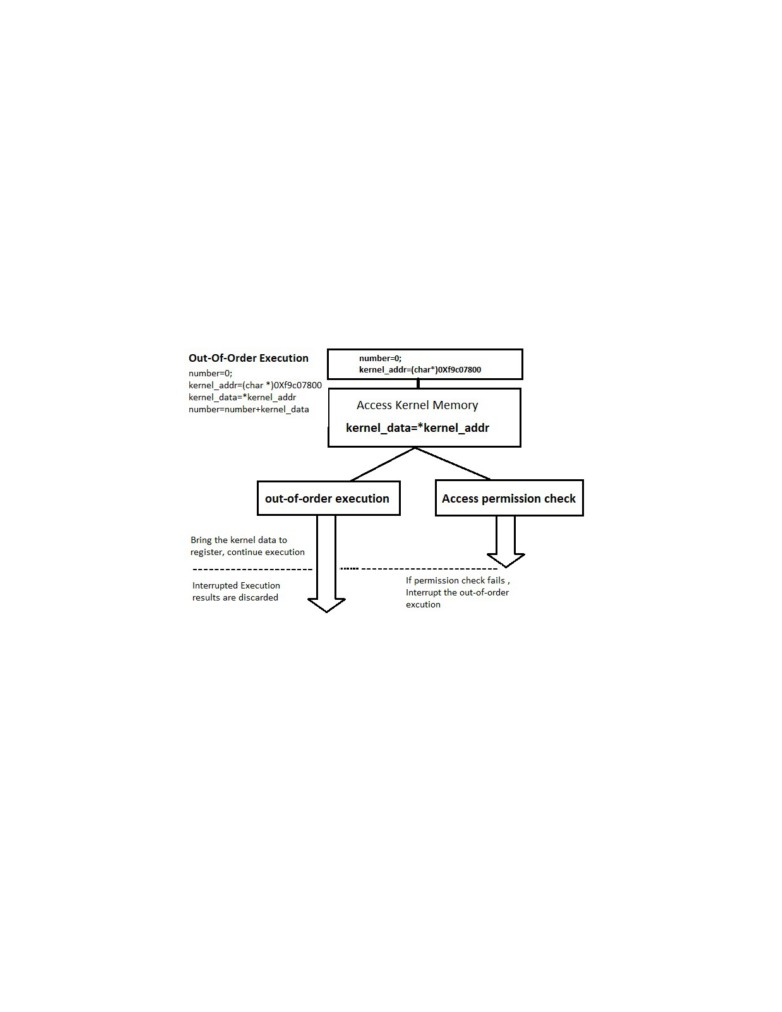 Out-Of-Order Execution
number=0;
kernel_addr=(char *)0Xf9c07800
kernel_data=*kernel_addr
number=number+kernel_data
number=0;
kernel_addr=(char*)0Xf9c07800
Access Kernel Memory
kernel_data=*kernel_addr
out-of-order execution
Access permission check
Bring the kernel data to
register, continue execution
Interrupted Execution
results are discarded
If permission check fails ,
Interrupt the out-of-order
excution